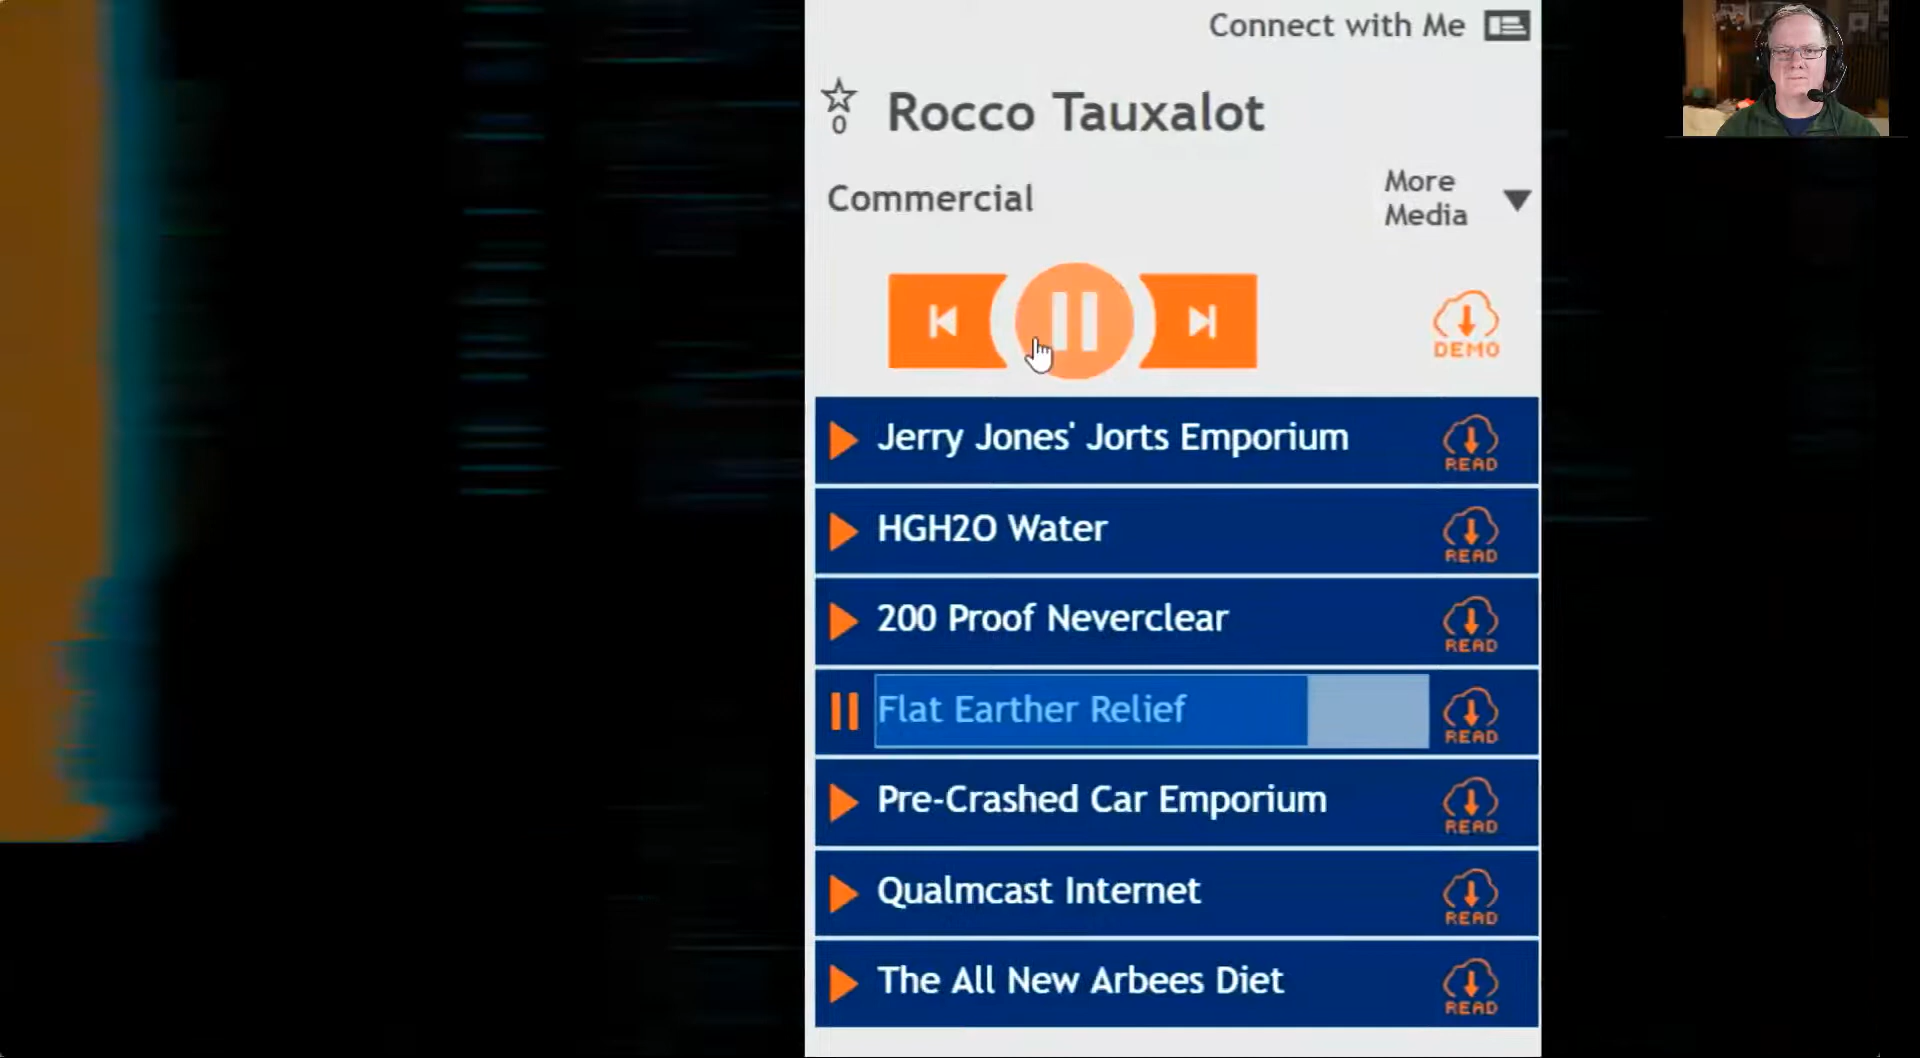 Connect with Me
0
Rocco Tauxalot
Commercial
More
Media
DEMO
Jerry Jones' Jorts Emporium
READ
HGH2O Water
READ
200 Proof Neverclear
READ
Flat Earther Relief
READ
Pre-Crashed Car Emporium
READ
Qualmcast Internet
READ
The All New Arbees Diet
READ